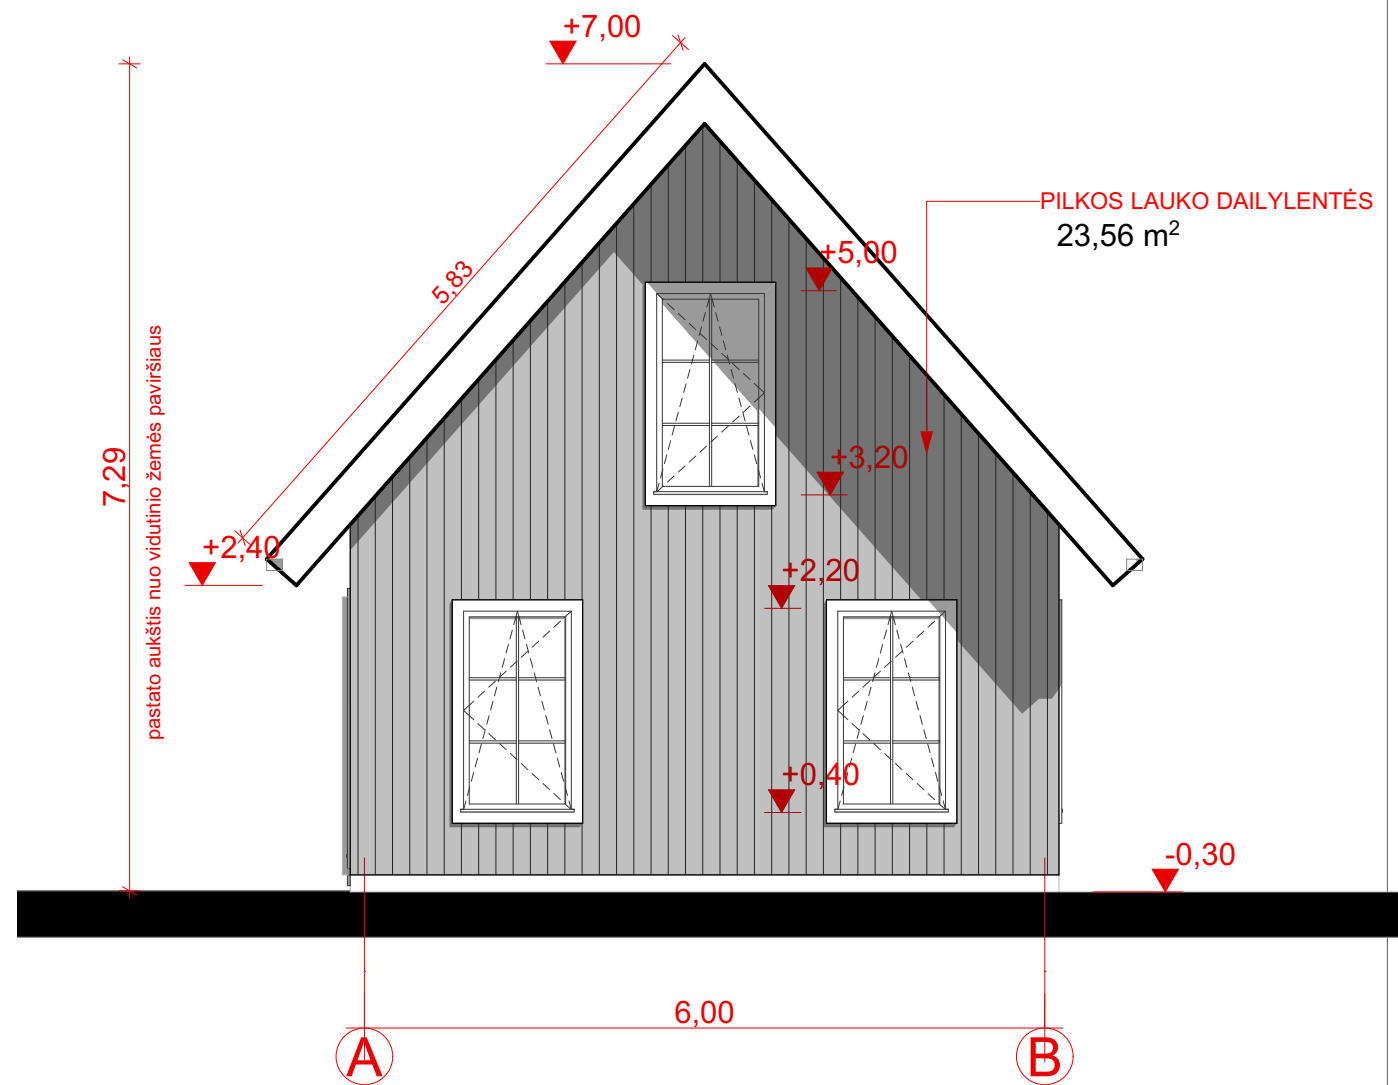 +7,00
PILKOS LAUKO DAILYLENTĖS
23,56 m²
+5,00
5,83
7,29
pastato aukštis nuo vidutinio žemės paviršiaus
+3,20
+2,40
+2,20
+0,40
-0,30
6,00
A
B